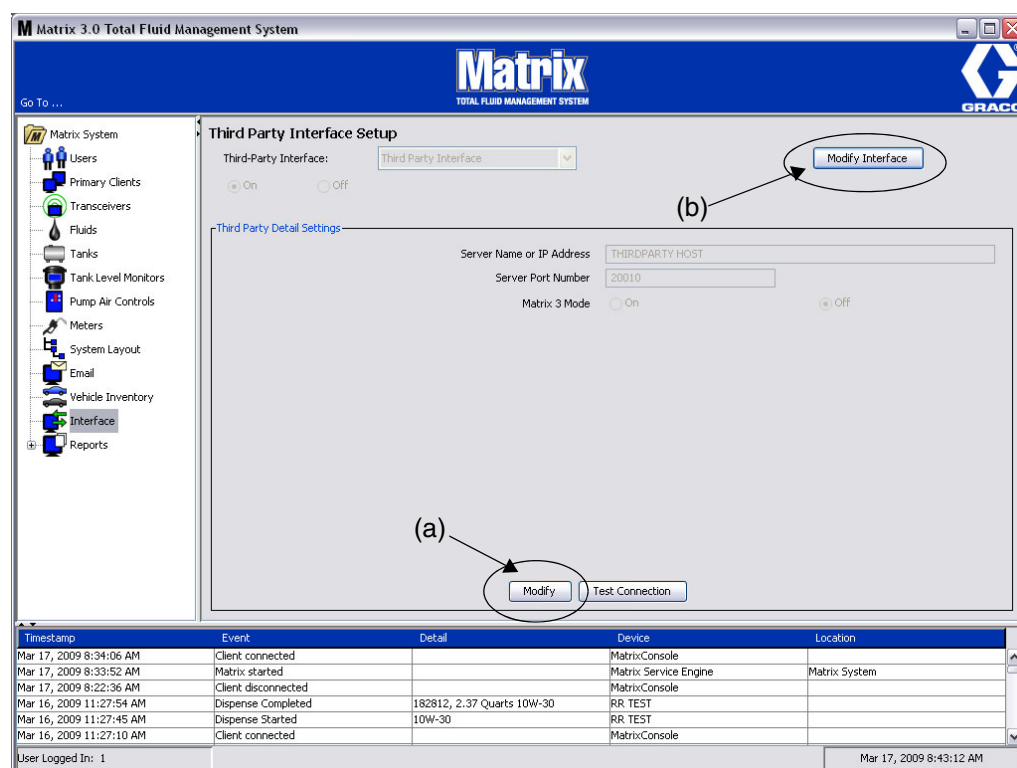 Matrix 3.0 Total Fluid Management System
Matrix
TOTAL FLUID MANAGEMENT SYSTEM
Go To ...
GRACO
Matrix System
Users
Primary Clients
Transceivers
Fluids
Tanks
Tank Level Monitors
Pump Air Controls
Meters
System Layout
Email
Vehicle Inventory
Interface
Reports
Third Party Interface Setup
Third-Party Interface: Third Party Interface
Modify Interface
On Off
(b)
Third Party Detail Settings
Server Name or IP Address THIRDPARTY HOST
Server Port Number 20010
Matrix 3 Mode On Off
(a)
Modify Test Connection
Timestamp Event Detail Device Location
Mar 17, 2009 8:34:06 AM Client connected MatrixConsole
Mar 17, 2009 8:33:52 AM Matrix started Matrix Service Engine Matrix System
Mar 17, 2009 8:22:36 AM Client disconnected MatrixConsole
Mar 16, 2009 11:27:54 AM Dispense Completed 182812, 2.37 Quarts 10W-30 RR TEST
Mar 16, 2009 11:27:45 AM Dispense Started 10W-30 RR TEST
Mar 16, 2009 11:27:10 AM Client connected MatrixConsole
User Logged In: 1 Mar 17, 2009 8:43:12 AM